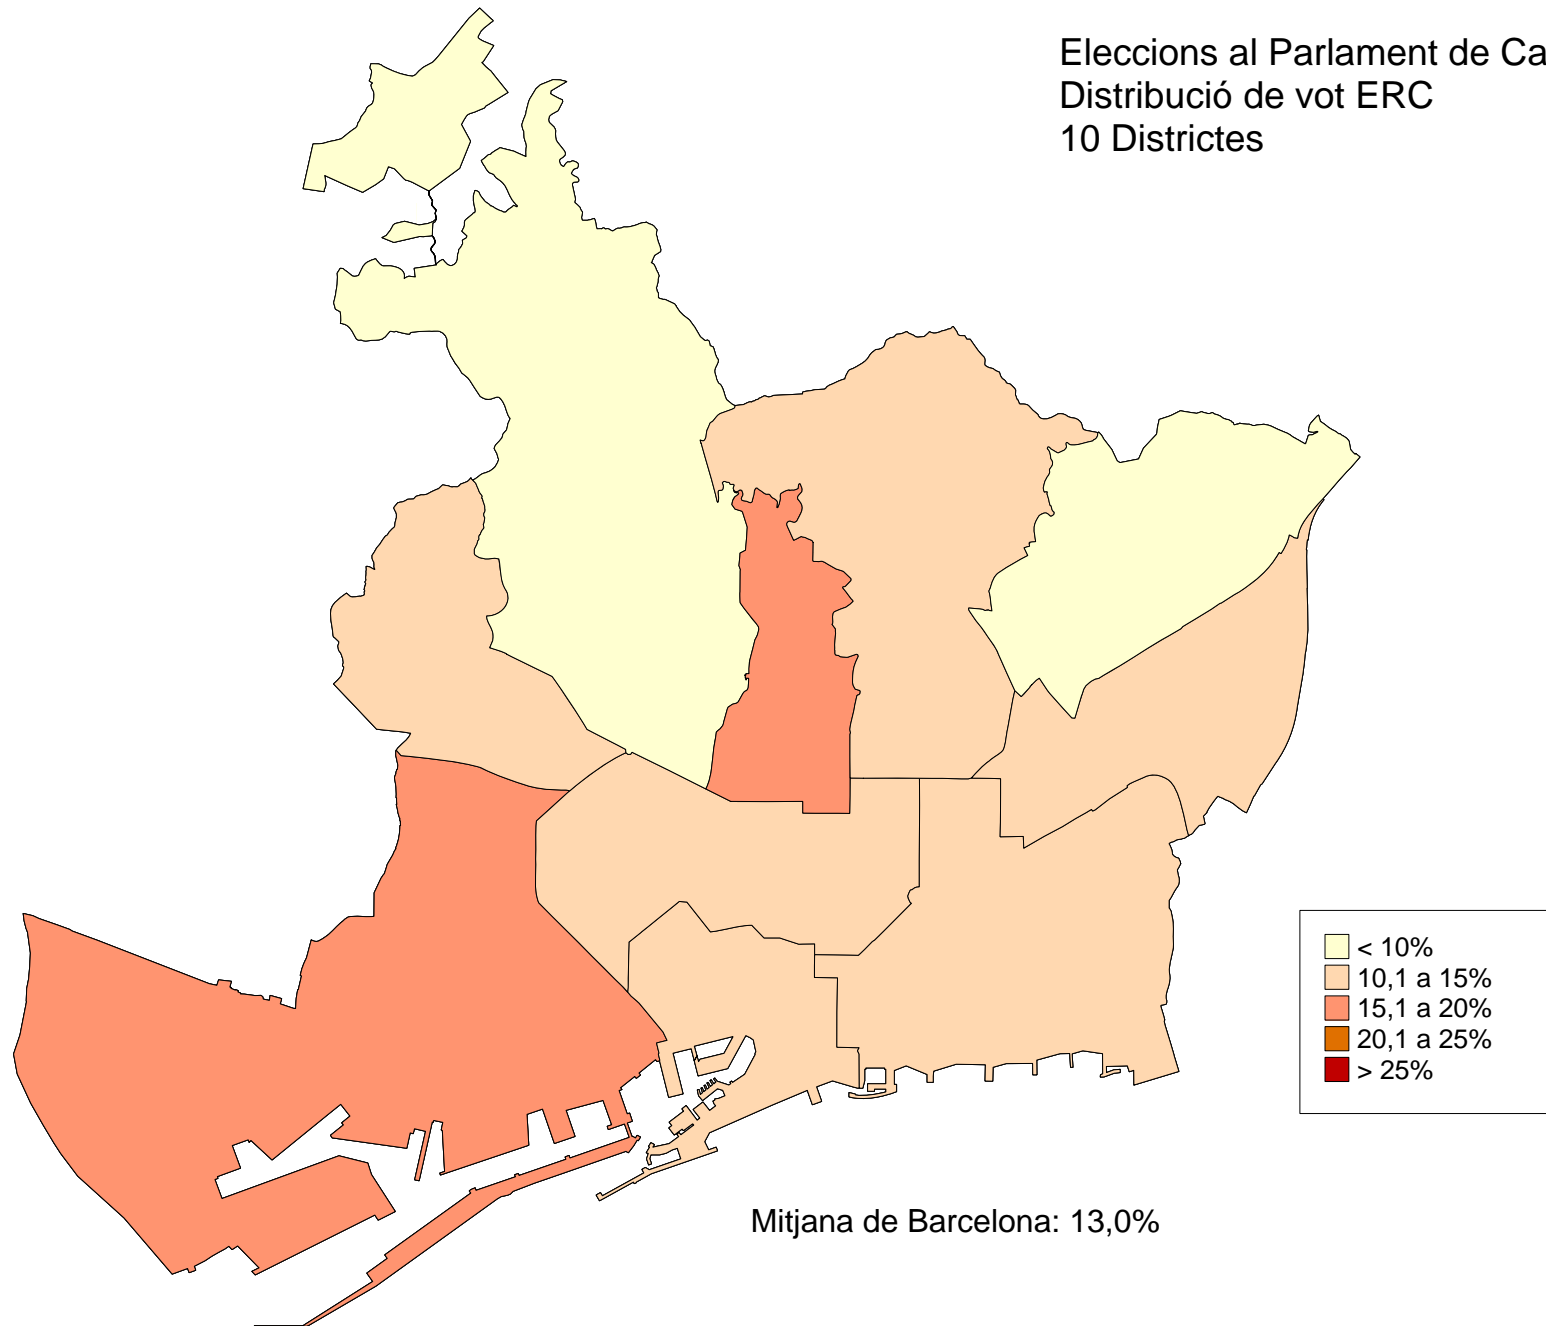 Eleccions al Parlament de Ca
Distribució de vot ERC
10 Districtes
< 10%
10,1 a 15%
15,1 a 20%
20,1 a 25%
> 25%
Mitjana de Barcelona: 13,0%